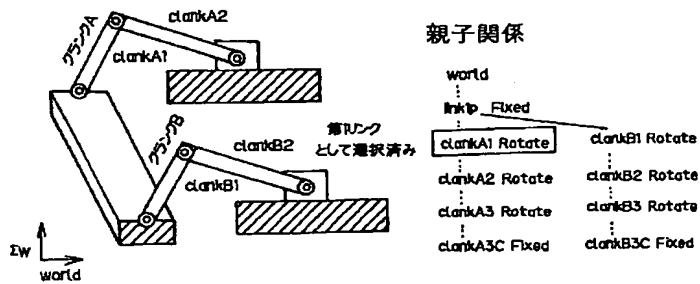 クランクA
clankA2
clankA1
クランクB
clankB2
clankB1
Σw
world
親子関係
world
linkip Fixed
第1リンク
として選択済み
clankA1 Rotate
clankA2 Rotate
clankA3 Rotate
clankA3C Fixed
clankB1 Rotate
clankB2 Rotate
clankB3 Rotate
clankB3C Fixed